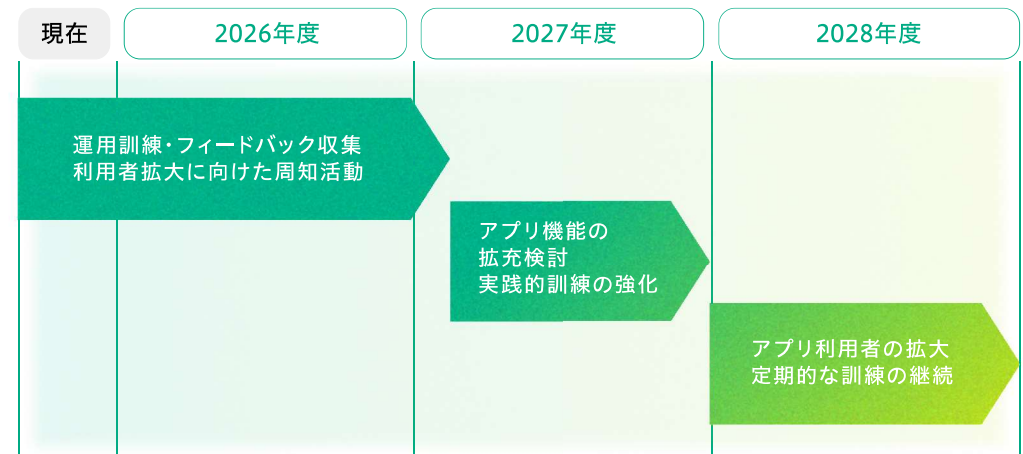 現在
2026年度
2027年度
2028年度
運用訓練・フィードバック収集
利用者拡大に向けた周知活動
アプリ機能の
拡充検討
実践的訓練の強化
アプリ利用者の拡大
定期的な訓練の継続